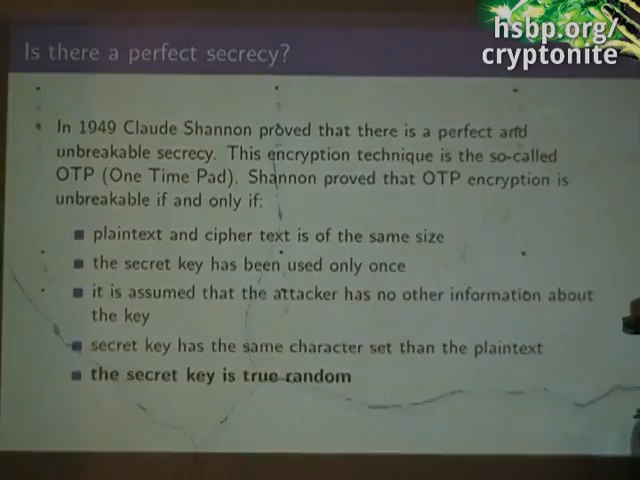 hsbp.org/
cryptonite
Is there a perfect secrecy?
In 1949 Claude Shannon proved that there is a perfect and
unbreakable secrecy. This encryption technique is the so-called
OTP (One Time Pad). Shannon proved that OTP encryption is
unbreakable if and only if:
plaintext and cipher text is of the same size
the secret key has been used only once
it is assumed that the attacker has no other information about
the key
secret key has the same character set than the plaintext
the secret key is true random